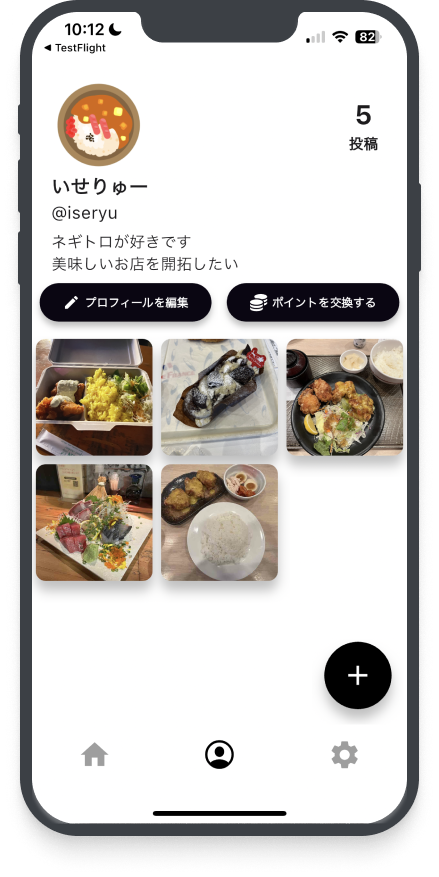 10:12
82
◀ TestFlight
5
投稿
いせりゅー
@iseryu
ネギトロが好きです
美味しいお店を開拓したい
プロフィールを編集
ポイントを交換する